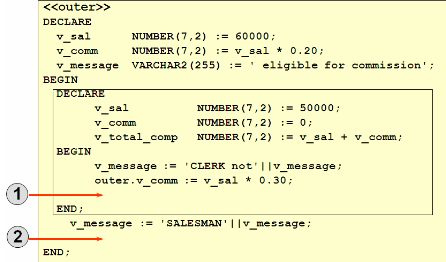 <<outer>>
DECLARE
v_sal NUMBER(7,2) := 60000;
v_comm NUMBER(7,2) := v_sal * 0.20;
v_message VARCHAR2(255) := ' eligible for commission';
BEGIN
DECLARE
v_sal NUMBER(7,2) := 50000;
v_comm NUMBER(7,2) := 0;
v_total_comp NUMBER(7,2) := v_sal + v_comm;
BEGIN
v_message := 'CLERK not'||v_message;
outer.v_comm := v_sal * 0.30;
1
END;
v_message := 'SALESMAN'||v_message;
2
END;